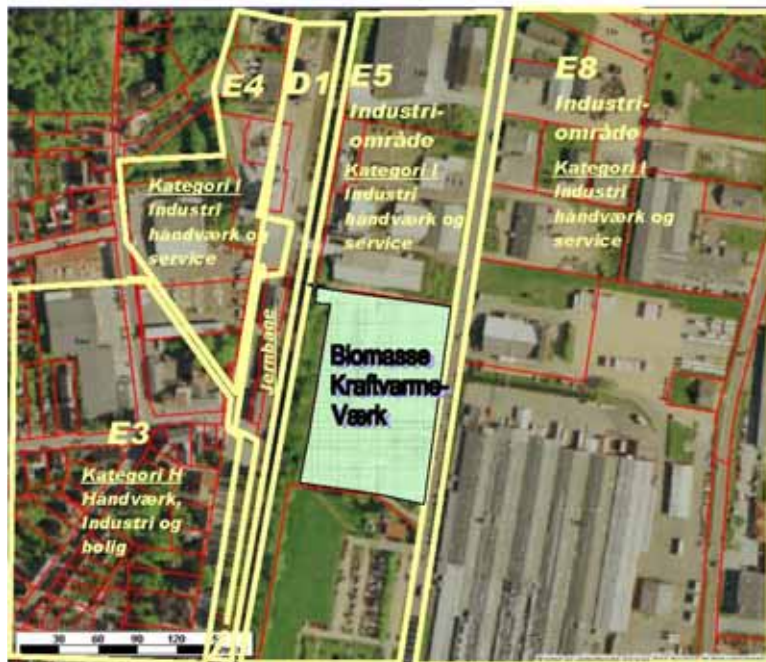 E4
D1
E5
E8
Industri-
område
Kategori I
Industri
håndværk og
service
Industri-
område
Kategori I
Industri
håndværk og
service
Kategori I
Industri
håndværk og
service
Jernbane
Biomasse
Kraftvarme-
Værk
E3
Kategori H
Håndværk,
Industri og
bolig
30 60 90 120